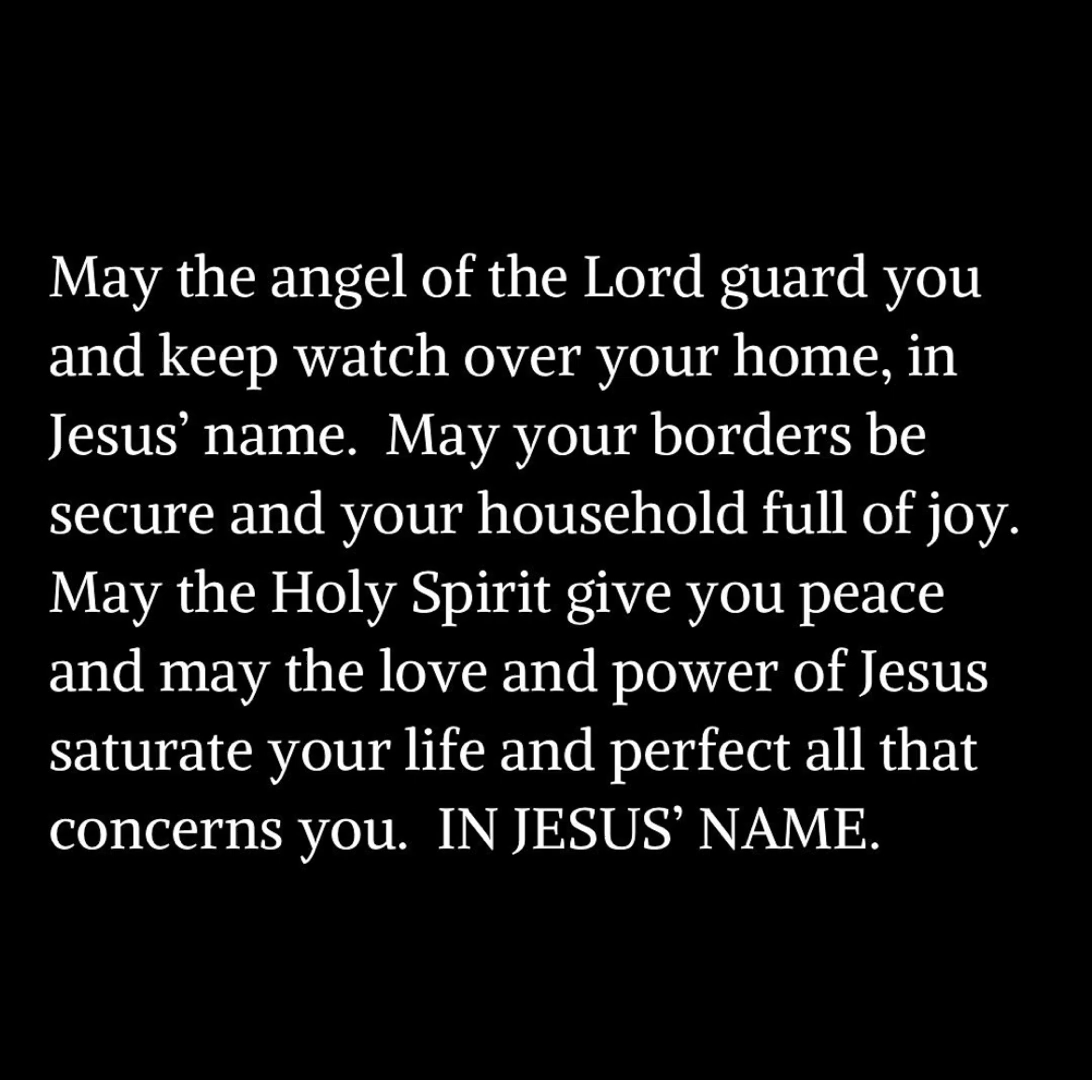 May the angel of the Lord guard you
and keep watch over your home, in
Jesus’ name.  May your borders be
secure and your household full of joy.
May the Holy Spirit give you peace
and may the love and power of Jesus
saturate your life and perfect all that
concerns you.  IN JESUS’ NAME.